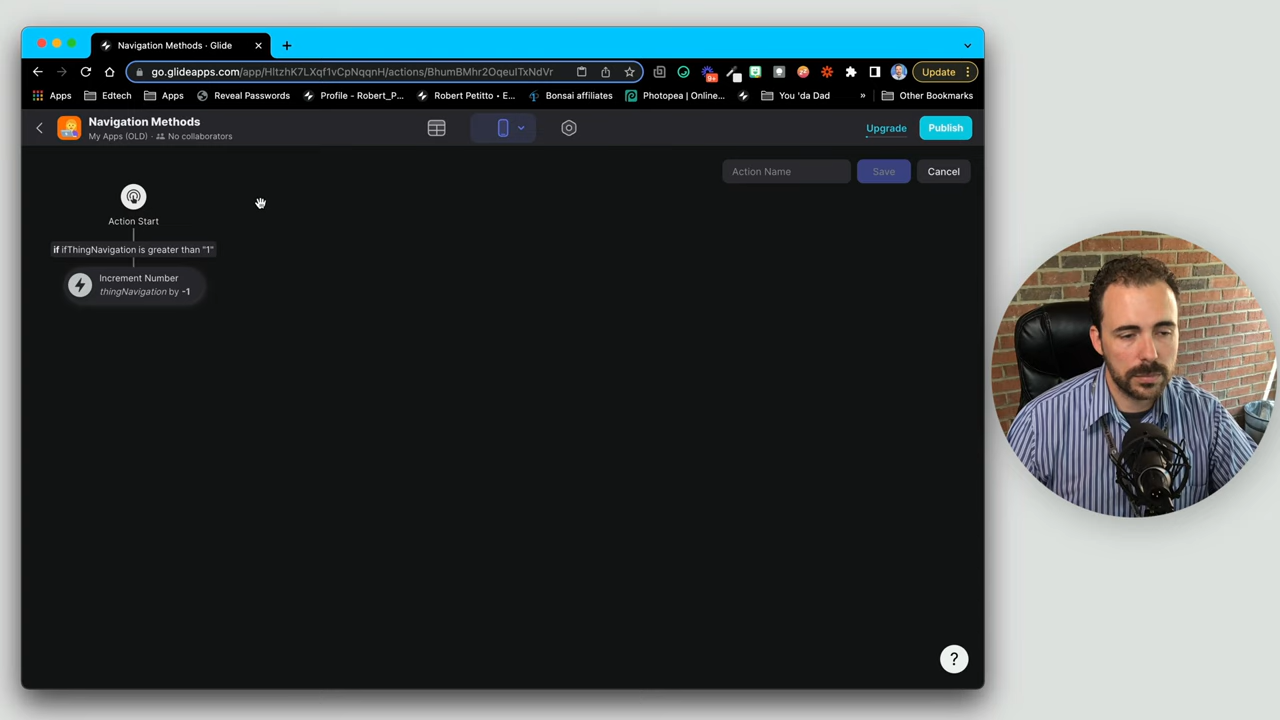 Navigation Methods · Glide
go.glideapps.com/app/HItzhK7LXqf1vCpNqqnH/actions/BhumBMhr2OqeuITxNdVr
9+
Update
Apps
Edtech
Apps
Reveal Passwords
Profile - Robert_P...
Robert Petitto • E...
Bonsai affiliates
Photopea | Online...
You 'da Dad
»
Other Bookmarks
Navigation Methods
My Apps (OLD) · No collaborators
Upgrade
Publish
Action Name
Save
Cancel
Action Start
if ifThingNavigation is greater than "1"
Increment Number
thingNavigation by -1
?